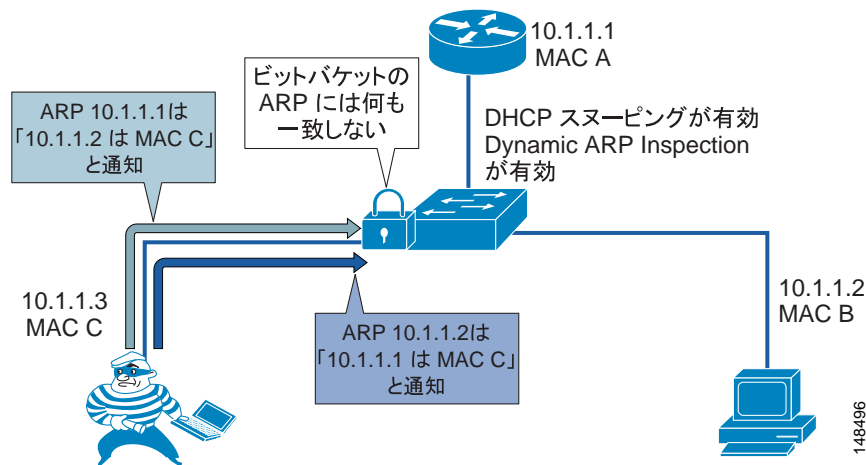 10.1.1.1
MAC A
ビットバケットの
ARP には何も
一致しない
ARP 10.1.1.1は
「10.1.1.2 は MAC C」
と通知
DHCP スヌーピングが有効
Dynamic ARP Inspection
が有効
10.1.1.3
MAC C
ARP 10.1.1.2は
「10.1.1.1 は MAC C」
と通知
10.1.1.2
MAC B
148496